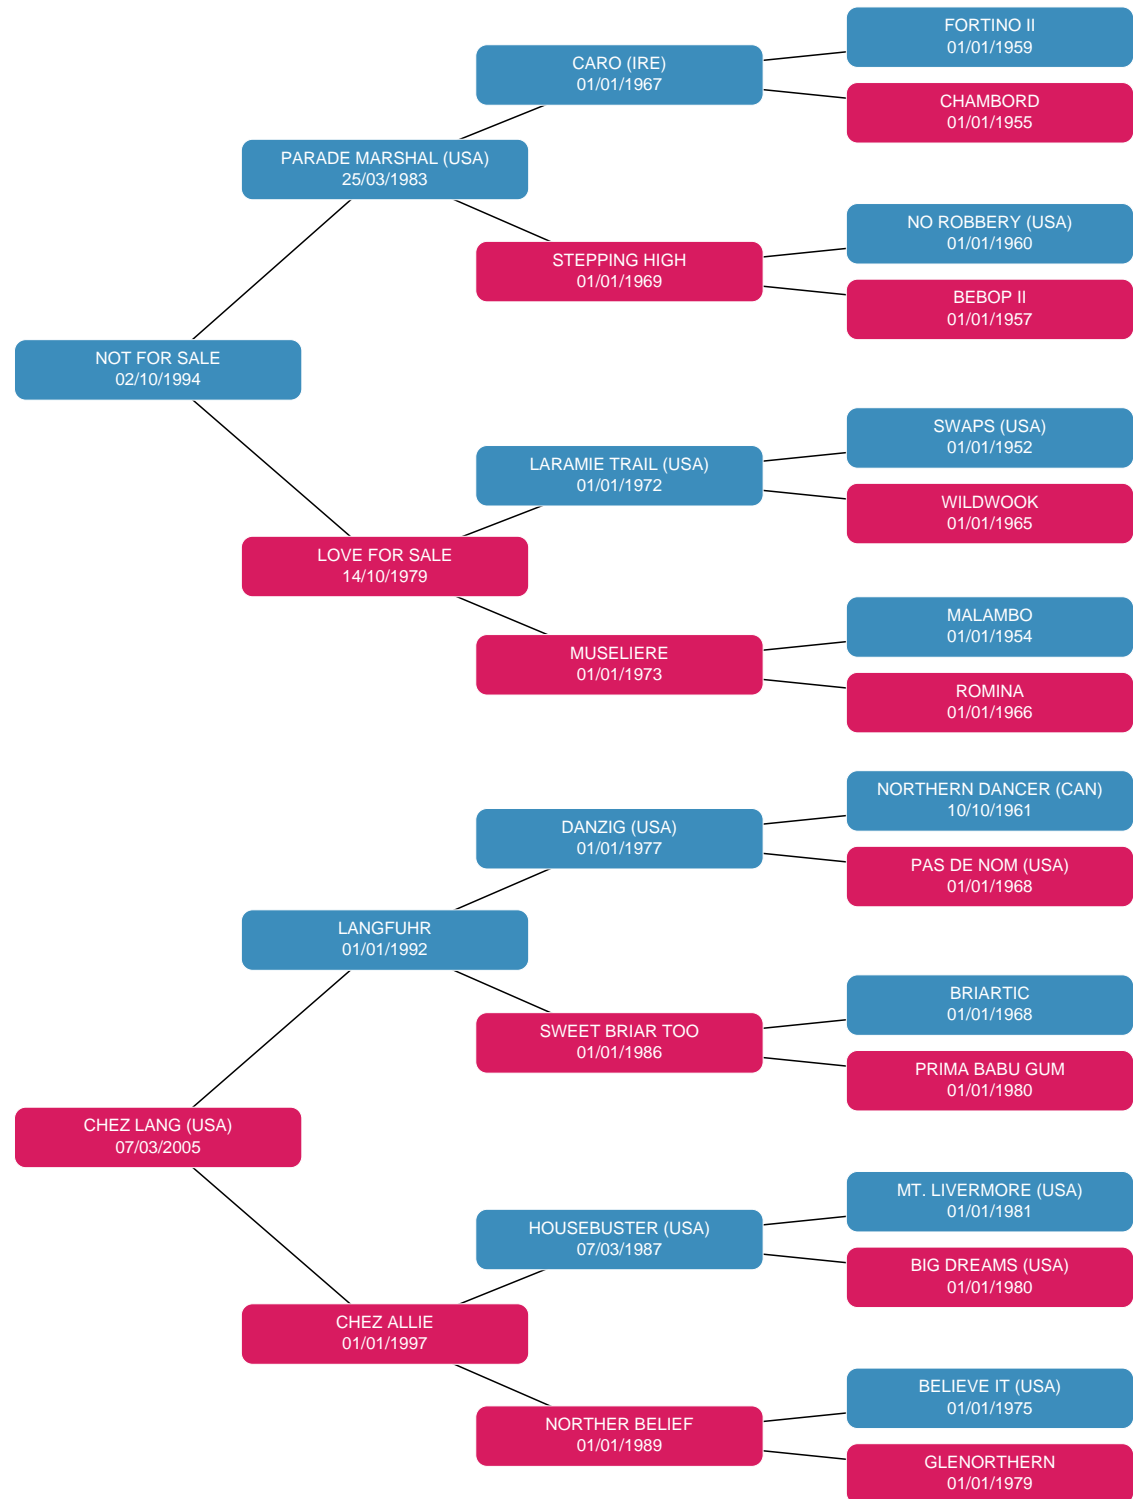 FORTINO II
01/01/1959
CARO (IRE)
01/01/1967
CHAMBORD
01/01/1955
PARADE MARSHAL (USA)
25/03/1983
NO ROBBERY (USA)
01/01/1960
STEPPING HIGH
01/01/1969
BEBOP II
01/01/1957
NOT FOR SALE
02/10/1994
SWAPS (USA)
01/01/1952
LARAMIE TRAIL (USA)
01/01/1972
WILDWOOK
01/01/1965
LOVE FOR SALE
14/10/1979
MALAMBO
01/01/1954
MUSELIERE
01/01/1973
ROMINA
01/01/1966
NORTHERN DANCER (CAN)
10/10/1961
DANZIG (USA)
01/01/1977
PAS DE NOM (USA)
01/01/1968
LANGFUHR
01/01/1992
BRIARTIC
01/01/1968
SWEET BRIAR TOO
01/01/1986
PRIMA BABU GUM
01/01/1980
CHEZ LANG (USA)
07/03/2005
MT. LIVERMORE (USA)
01/01/1981
HOUSEBUSTER (USA)
07/03/1987
BIG DREAMS (USA)
01/01/1980
CHEZ ALLIE
01/01/1997
BELIEVE IT (USA)
01/01/1975
NORTHER BELIEF
01/01/1989
GLENORTHERN
01/01/1979